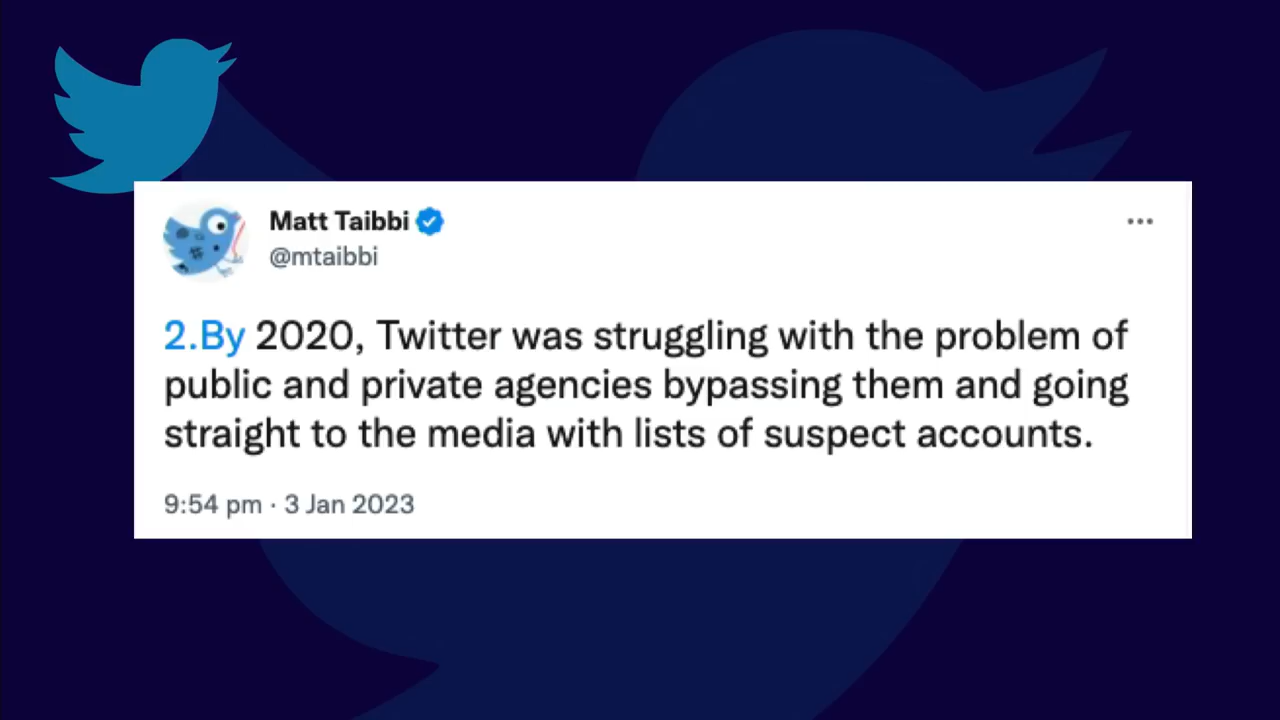 Matt Taibbi
@mtaibbi
2.By 2020, Twitter was struggling with the problem of
public and private agencies bypassing them and going
straight to the media with lists of suspect accounts.
9:54 pm · 3 Jan 2023